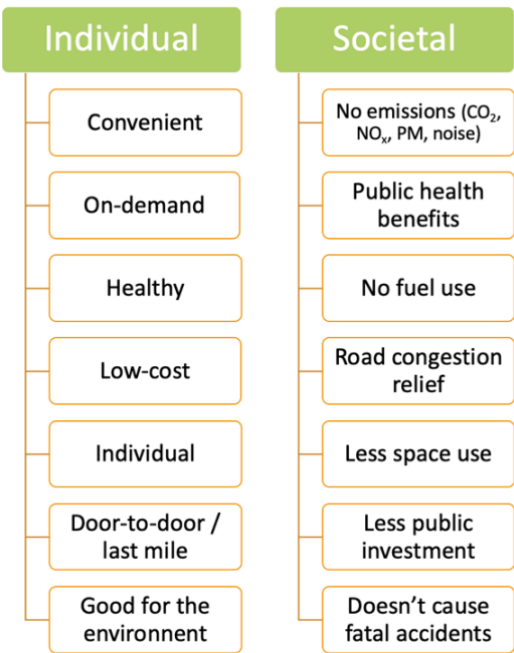 Individual
Convenient
On-demand
Healthy
Low-cost
Individual
Door-to-door /
last mile
Good for the
environnent
Societal
No emissions (CO₂,
NOₓ, PM, noise)
Public health
benefits
No fuel use
Road congestion
relief
Less space use
Less public
investment
Doesn’t cause
fatal accidents